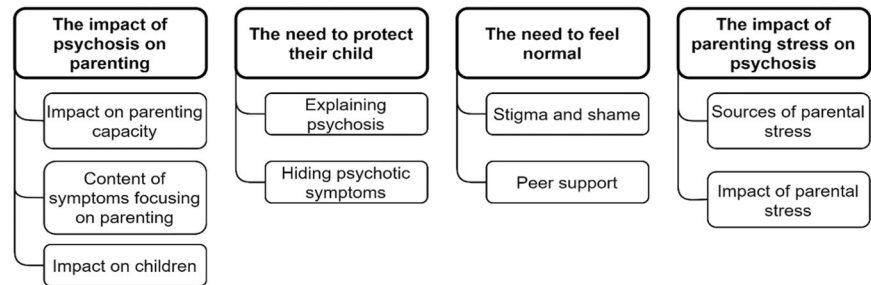 The impact of
psychosis on
parenting
Impact on parenting
capacity
Content of
symptoms focusing
on parenting
Impact on children
The need to protect
their child
Explaining
psychosis
Hiding psychotic
symptoms
The need to feel
normal
Stigma and shame
Peer support
The impact of
parenting stress on
psychosis
Sources of parental
stress
Impact of parental
stress